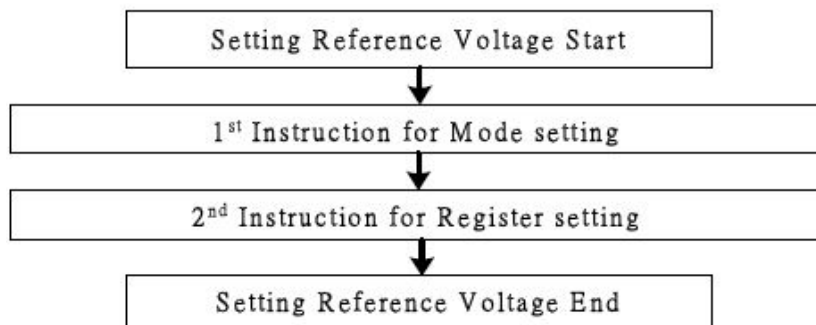 Setting Reference Voltage Start
1st Instruction for Mode setting
2nd Instruction for Register setting
Setting Reference Voltage End